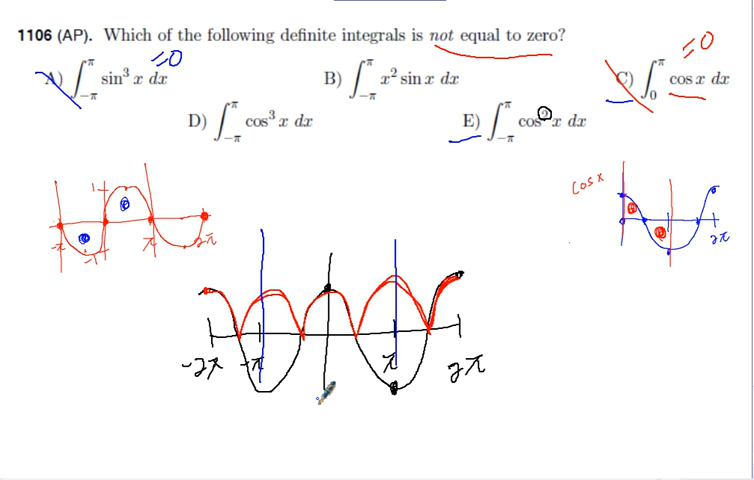 1106 (AP). Which of the following definite integrals is not equal to zero?
=0
=0
A) ∫_{-π}^{π} sin³ x dx B) ∫_{-π}^{π} x² sin x dx C) ∫_{0}^{π} cos x dx
D) ∫_{-π}^{π} cos³ x dx E) ∫_{-π}^{π} cos² x dx
cos x
1
-π -1 π 2π
2π
-2π -π π 2π